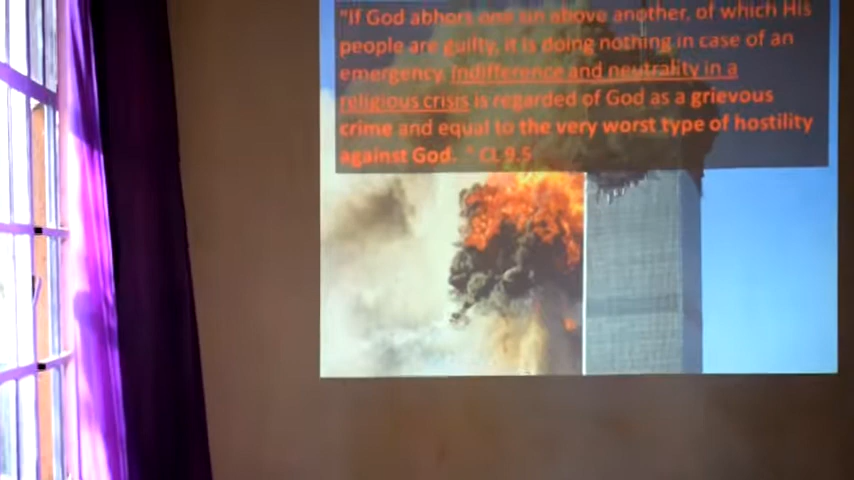 "If God abhors one sin above another, of which His
people are guilty, it is doing nothing in case of an
emergency. Indifference and neutrality in a
religious crisis is regarded of God as a grievous
crime and equal to the very worst type of hostility
against God. " CL 9.5